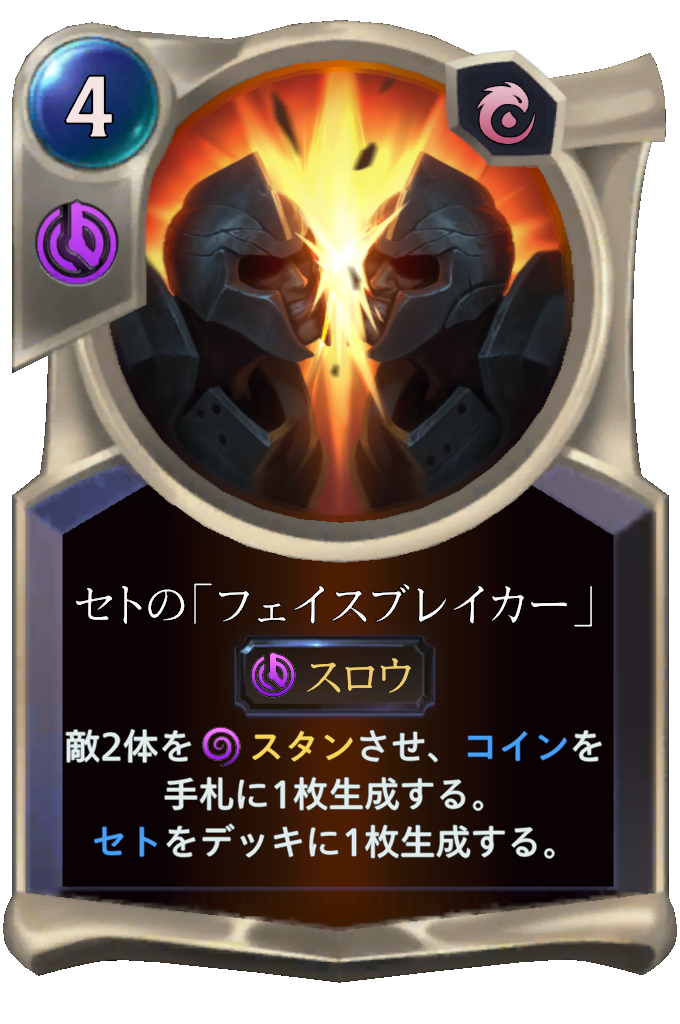 4
セトの「フェイスブレイカー」
スロウ
敵2体をスタンさせ、コインを
手札に1枚生成する。
セトをデッキに1枚生成する。